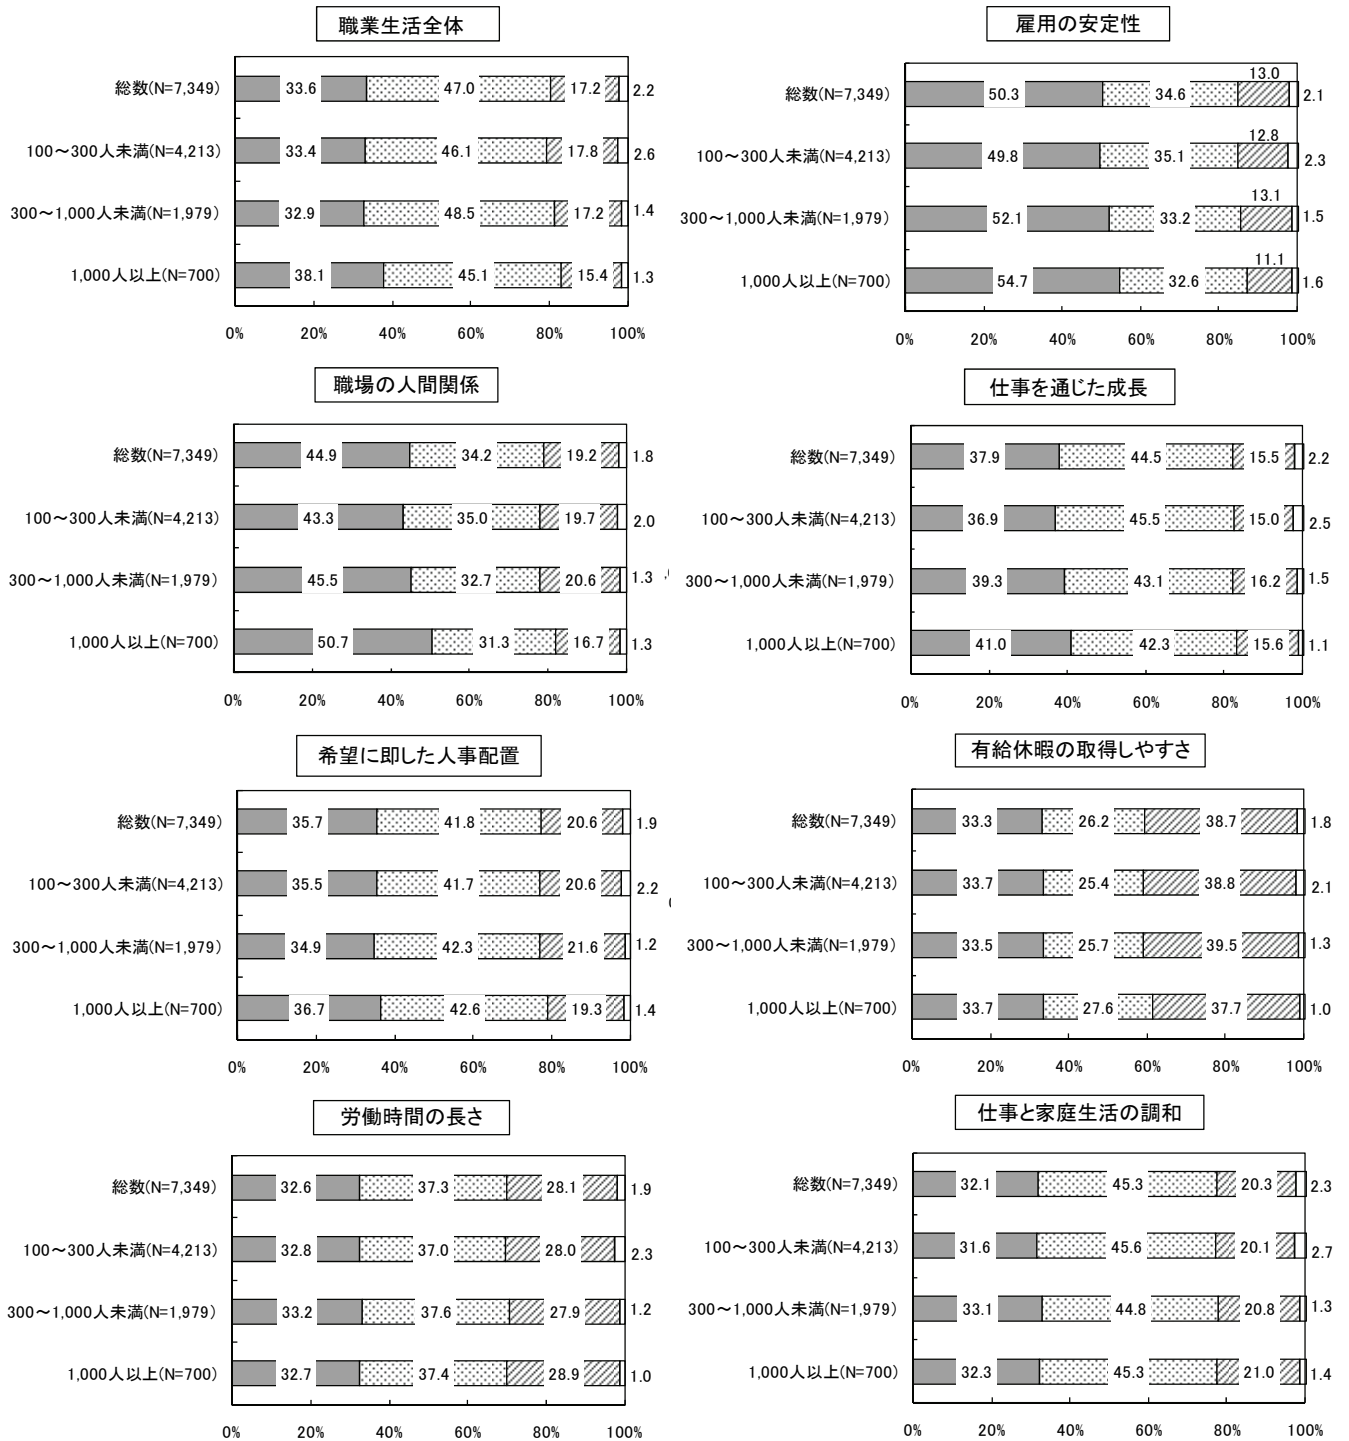 職業生活全体
総数(N=7,349) 33.6 47.0 17.2 2.2
100～300人未満(N=4,213) 33.4 46.1 17.8 2.6
300～1,000人未満(N=1,979) 32.9 48.5 17.2 1.4
1,000人以上(N=700) 38.1 45.1 15.4 1.3
0% 20% 40% 60% 80% 100%
雇用の安定性
総数(N=7,349) 50.3 34.6 13.0 2.1
100～300人未満(N=4,213) 49.8 35.1 12.8 2.3
300～1,000人未満(N=1,979) 52.1 33.2 13.1 1.5
1,000人以上(N=700) 54.7 32.6 11.1 1.6
0% 20% 40% 60% 80% 100%
職場の人間関係
総数(N=7,349) 44.9 34.2 19.2 1.8
100～300人未満(N=4,213) 43.3 35.0 19.7 2.0
300～1,000人未満(N=1,979) 45.5 32.7 20.6 1.3
1,000人以上(N=700) 50.7 31.3 16.7 1.3
0% 20% 40% 60% 80% 100%
仕事を通じた成長
総数(N=7,349) 37.9 44.5 15.5 2.2
100～300人未満(N=4,213) 36.9 45.5 15.0 2.5
300～1,000人未満(N=1,979) 39.3 43.1 16.2 1.5
1,000人以上(N=700) 41.0 42.3 15.6 1.1
0% 20% 40% 60% 80% 100%
希望に即した人事配置
総数(N=7,349) 35.7 41.8 20.6 1.9
100～300人未満(N=4,213) 35.5 41.7 20.6 2.2
300～1,000人未満(N=1,979) 34.9 42.3 21.6 1.2
1,000人以上(N=700) 36.7 42.6 19.3 1.4
0% 20% 40% 60% 80% 100%
有給休暇の取得しやすさ
総数(N=7,349) 33.3 26.2 38.7 1.8
100～300人未満(N=4,213) 33.7 25.4 38.8 2.1
300～1,000人未満(N=1,979) 33.5 25.7 39.5 1.3
1,000人以上(N=700) 33.7 27.6 37.7 1.0
0% 20% 40% 60% 80% 100%
労働時間の長さ
総数(N=7,349) 32.6 37.3 28.1 1.9
100～300人未満(N=4,213) 32.8 37.0 28.0 2.3
300～1,000人未満(N=1,979) 33.2 37.6 27.9 1.2
1,000人以上(N=700) 32.7 37.4 28.9 1.0
0% 20% 40% 60% 80% 100%
仕事と家庭生活の調和
総数(N=7,349) 32.1 45.3 20.3 2.3
100～300人未満(N=4,213) 31.6 45.6 20.1 2.7
300～1,000人未満(N=1,979) 33.1 44.8 20.8 1.3
1,000人以上(N=700) 32.3 45.3 21.0 1.4
0% 20% 40% 60% 80% 100%